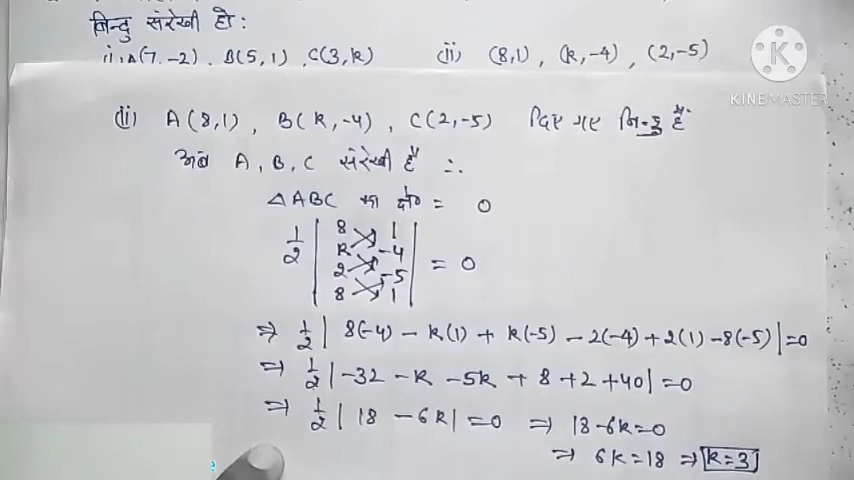 बिन्दु संरेखी हो :
(i) A(7, -2), B(5, 1), C(3, k) (ii) (8,1), (k, -4), (2, -5)
KINEMASTER
(ii) A(8,1), B(k, -4), C(2, -5) दिए गए बिन्दु हैं
अब A, B, C संरेखी हैं ∴
△ABC का क्षे॰ = 0
1/2 | 8 1
k -4
2 -5
8 1 | = 0
⇒ 1/2 | 8(-4) - k(1) + k(-5) - 2(-4) + 2(1) - 8(-5) | = 0
⇒ 1/2 | -32 - k - 5k + 8 + 2 + 40 | = 0
⇒ 1/2 | 18 - 6k | = 0 ⇒ 18 - 6k = 0
⇒ 6k = 18 ⇒ k = 3